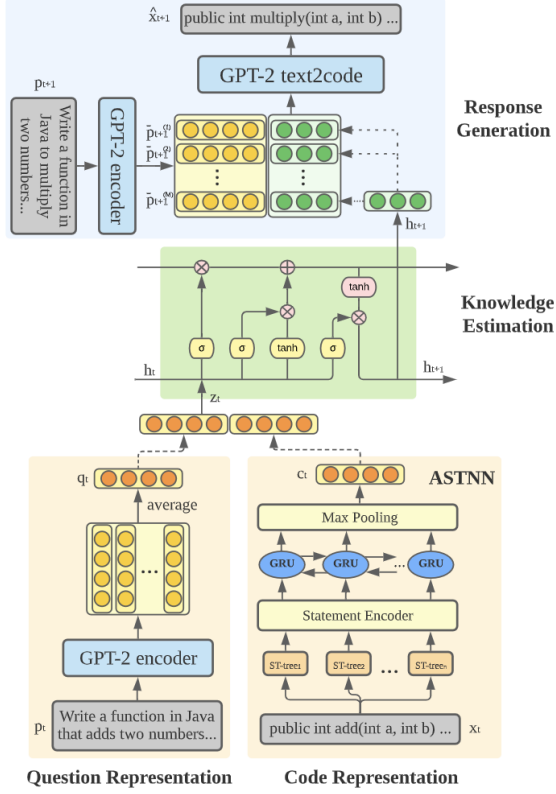 x̂t+1
public int multiply(int a, int b) ...
GPT-2 text2code
pt+1
Write a function in
Java to multiply
two numbers...
GPT-2 encoder
p̄t+1(1)
p̄t+1(2)
...
p̄t+1(M)
...
ht+1
Response
Generation
tanh
σ
σ
tanh
σ
ht
ht+1
Knowledge
Estimation
zt
qt
average
...
GPT-2 encoder
pt
Write a function in Java
that adds two numbers...
Question Representation
ct
ASTNN
Max Pooling
GRU
GRU
...
GRU
Statement Encoder
ST-tree1
ST-tree2
...
ST-treen
public int add(int a, int b) ...
xt
Code Representation